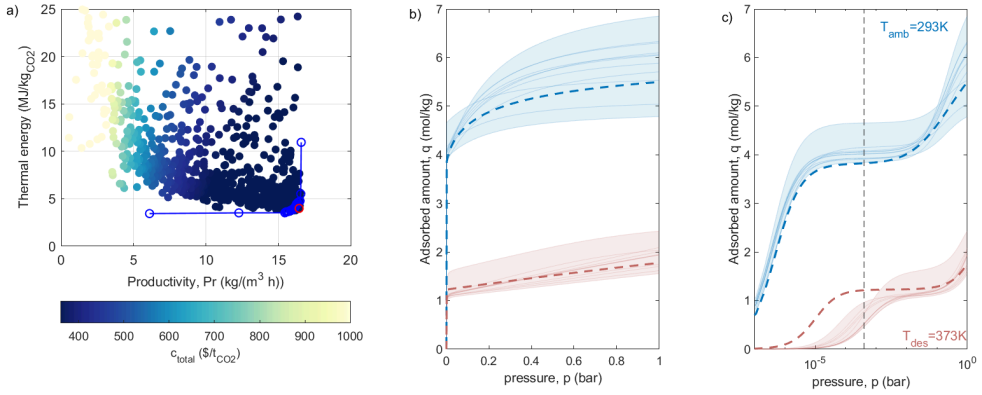 a)
25
20
15
10
5
0
Thermal energy (MJ/kg_CO2)
0 5 10 15 20
Productivity, Pr (kg/(m³ h))
400 500 600 700 800 900 1000
c_total ($/t_CO2)
b)
7
6
5
4
3
2
1
0
Adsorbed amount, q (mol/kg)
0 0.2 0.4 0.6 0.8 1
pressure, p (bar)
c)
7
6
5
4
3
2
1
0
Adsorbed amount, q (mol/kg)
T_amb=293K
T_des=373K
10⁻⁵ 10⁰
pressure, p (bar)